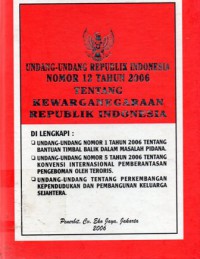 UNDANG-UNDANG REPUBLIK INDONESIA
NOMOR 12 TAHUN 2006
TENTANG
KEWARGANEGARAAN
REPUBLIK INDONESIA
DI LENGKAPI :
UNDANG-UNDANG NOMOR 1 TAHUN 2006 TENTANG
BANTUAN TIMBAL BALIK DALAM MASALAH PIDANA.
UNDANG-UNDANG NOMOR 5 TAHUN 2006 TENTANG
KONVENSI INTERNASIONAL PEMBERANTASAN
PENGEBOMAN OLEH TERORIS.
UNDANG-UNDANG TENTANG PERKEMBANGAN
KEPENDUDUKAN DAN PEMBANGUNAN KELUARGA
SEJAHTERA.
Penerbit. Cv. Eko Jaya, Jakarta
2006